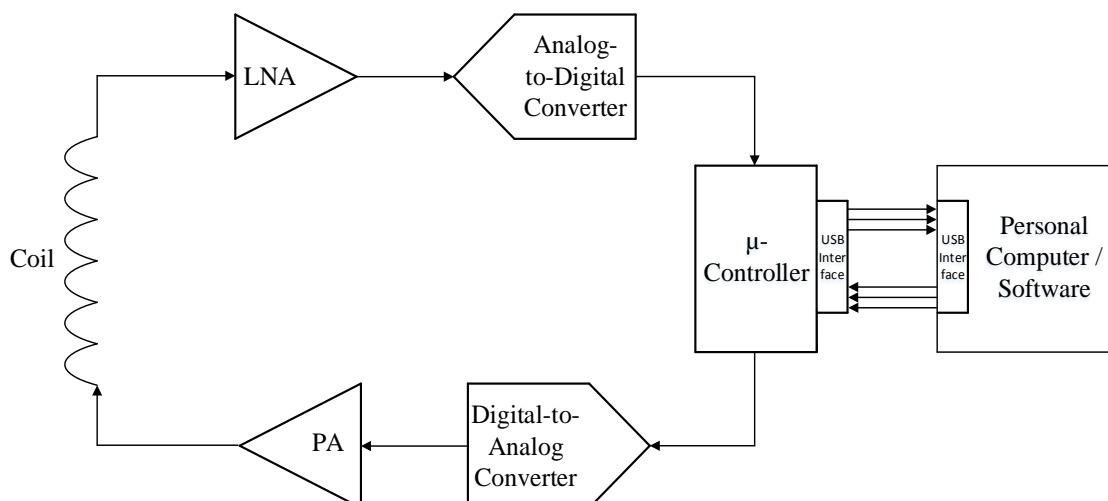 LNA
Analog-
to-Digital
Converter
Coil
μ-
Controller
USB
Inter
face
USB
Inter
face
Personal
Computer /
Software
PA
Digital-to-
Analog
Converter